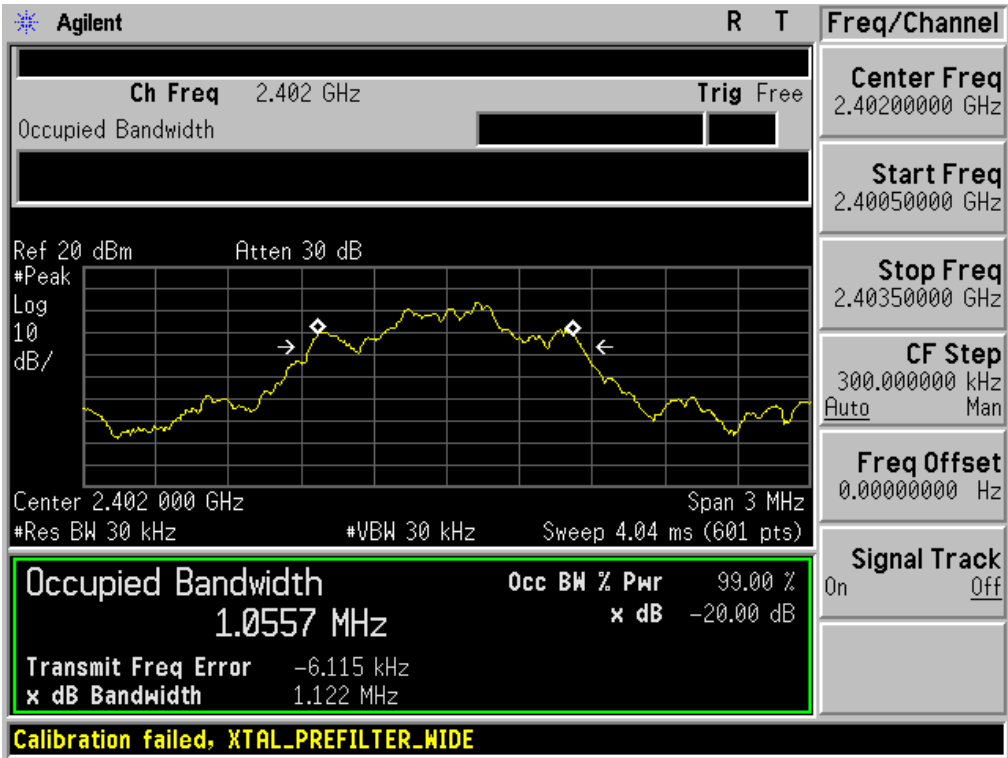 Agilent R T
Ch Freq 2.402 GHz Trig Free
Occupied Bandwidth
Ref 20 dBm Atten 30 dB
#Peak
Log
10
dB/
Center 2.402 000 GHz Span 3 MHz
#Res BW 30 kHz #VBW 30 kHz Sweep 4.04 ms (601 pts)
Occupied Bandwidth Occ BW % Pwr 99.00 %
1.0557 MHz x dB -20.00 dB
Transmit Freq Error -6.115 kHz
x dB Bandwidth 1.122 MHz
Calibration failed, XTAL_PREFILTER_WIDE
Freq/Channel
Center Freq
2.40200000 GHz
Start Freq
2.40050000 GHz
Stop Freq
2.40350000 GHz
CF Step
300.000000 kHz
Auto Man
Freq Offset
0.00000000 Hz
Signal Track
On Off